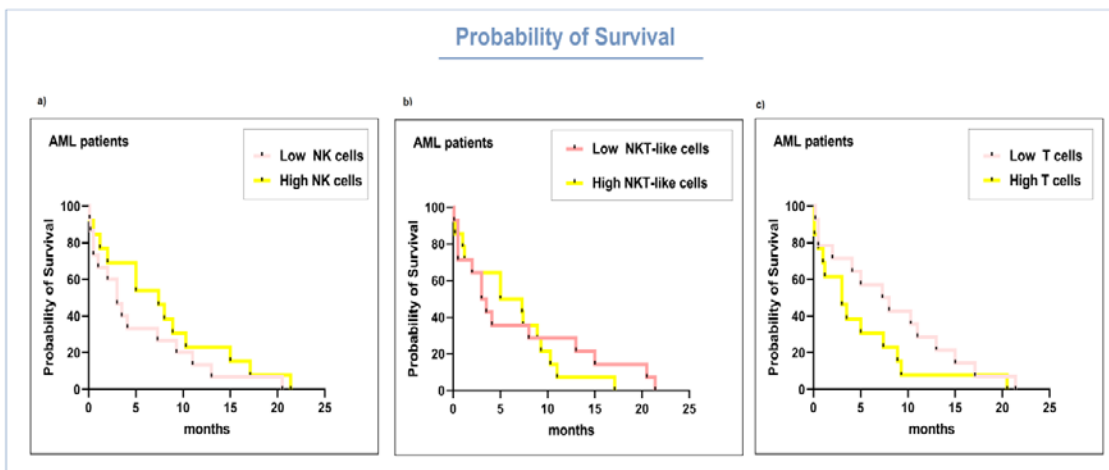 Probability of Survival
a)
AML patients
Low NK cells
High NK cells
Probability of Survival
100
80
60
40
20
0
0 5 10 15 20 25
months
b)
AML patients
Low NKT-like cells
High NKT-like cells
Probability of Survival
100
80
60
40
20
0
0 5 10 15 20 25
months
c)
AML patients
Low T cells
High T cells
Probability of Survival
100
80
60
40
20
0
0 5 10 15 20 25
months